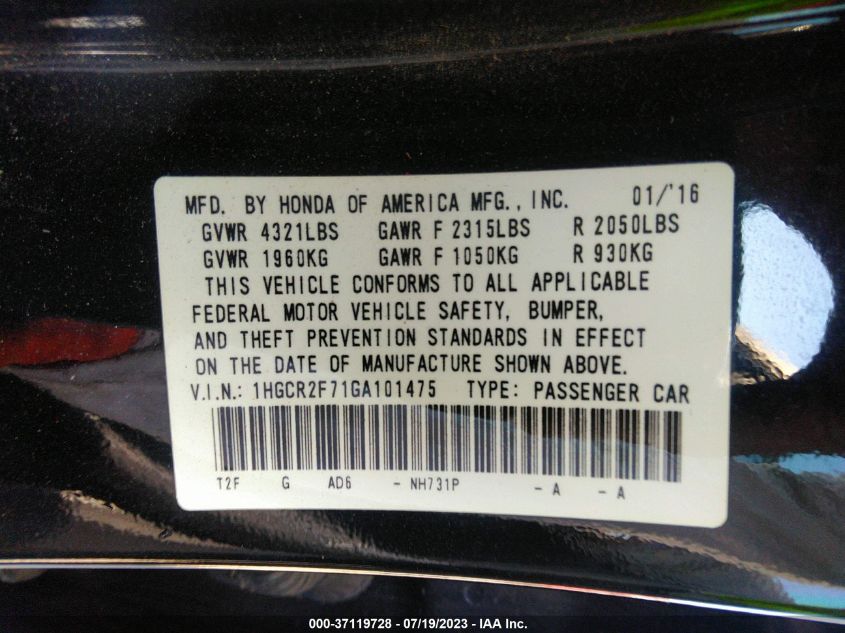 MFD. BY HONDA OF AMERICA MFG., INC. 01/'16
GVWR 4321LBS GAWR F 2315LBS R 2050LBS
GVWR 1960KG GAWR F 1050KG R 930KG
THIS VEHICLE CONFORMS TO ALL APPLICABLE
FEDERAL MOTOR VEHICLE SAFETY, BUMPER,
AND THEFT PREVENTION STANDARDS IN EFFECT
ON THE DATE OF MANUFACTURE SHOWN ABOVE.
V.I.N.: 1HGCR2F71GA101475 TYPE: PASSENGER CAR
T2F G AD6 - NH731P - A - A
000-37119728 - 07/19/2023 - IAA Inc.